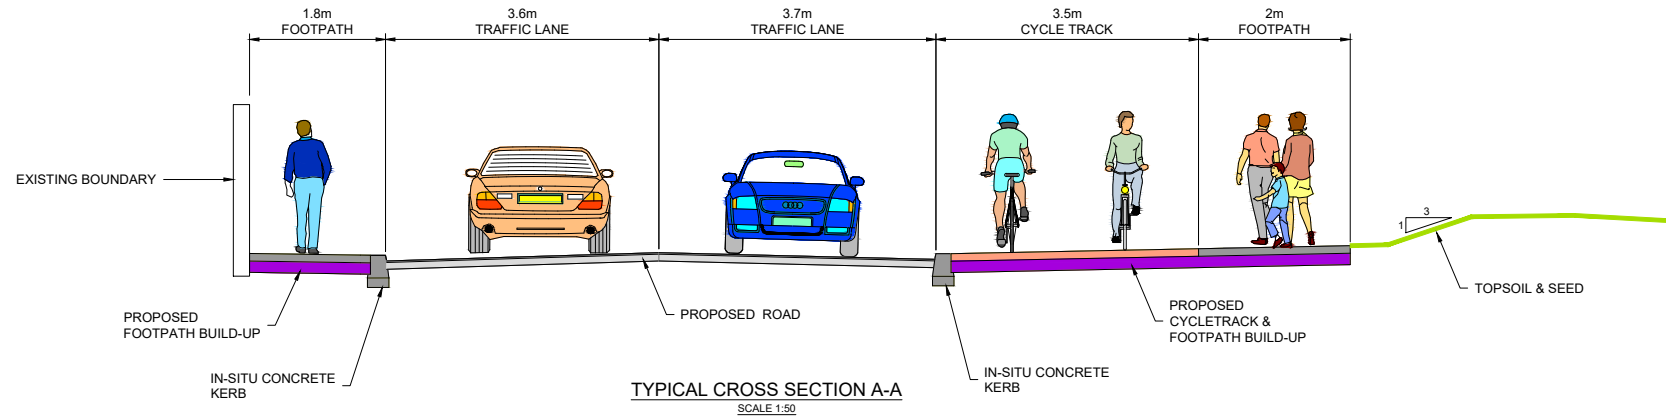 1.8m
FOOTPATH
3.6m
TRAFFIC LANE
3.7m
TRAFFIC LANE
3.5m
CYCLE TRACK
2m
FOOTPATH
EXISTING BOUNDARY
1
3
TOPSOIL & SEED
PROPOSED
FOOTPATH BUILD-UP
PROPOSED ROAD
PROPOSED
CYCLETRACK &
FOOTPATH BUILD-UP
IN-SITU CONCRETE
KERB
IN-SITU CONCRETE
KERB
TYPICAL CROSS SECTION A-A
SCALE 1:50